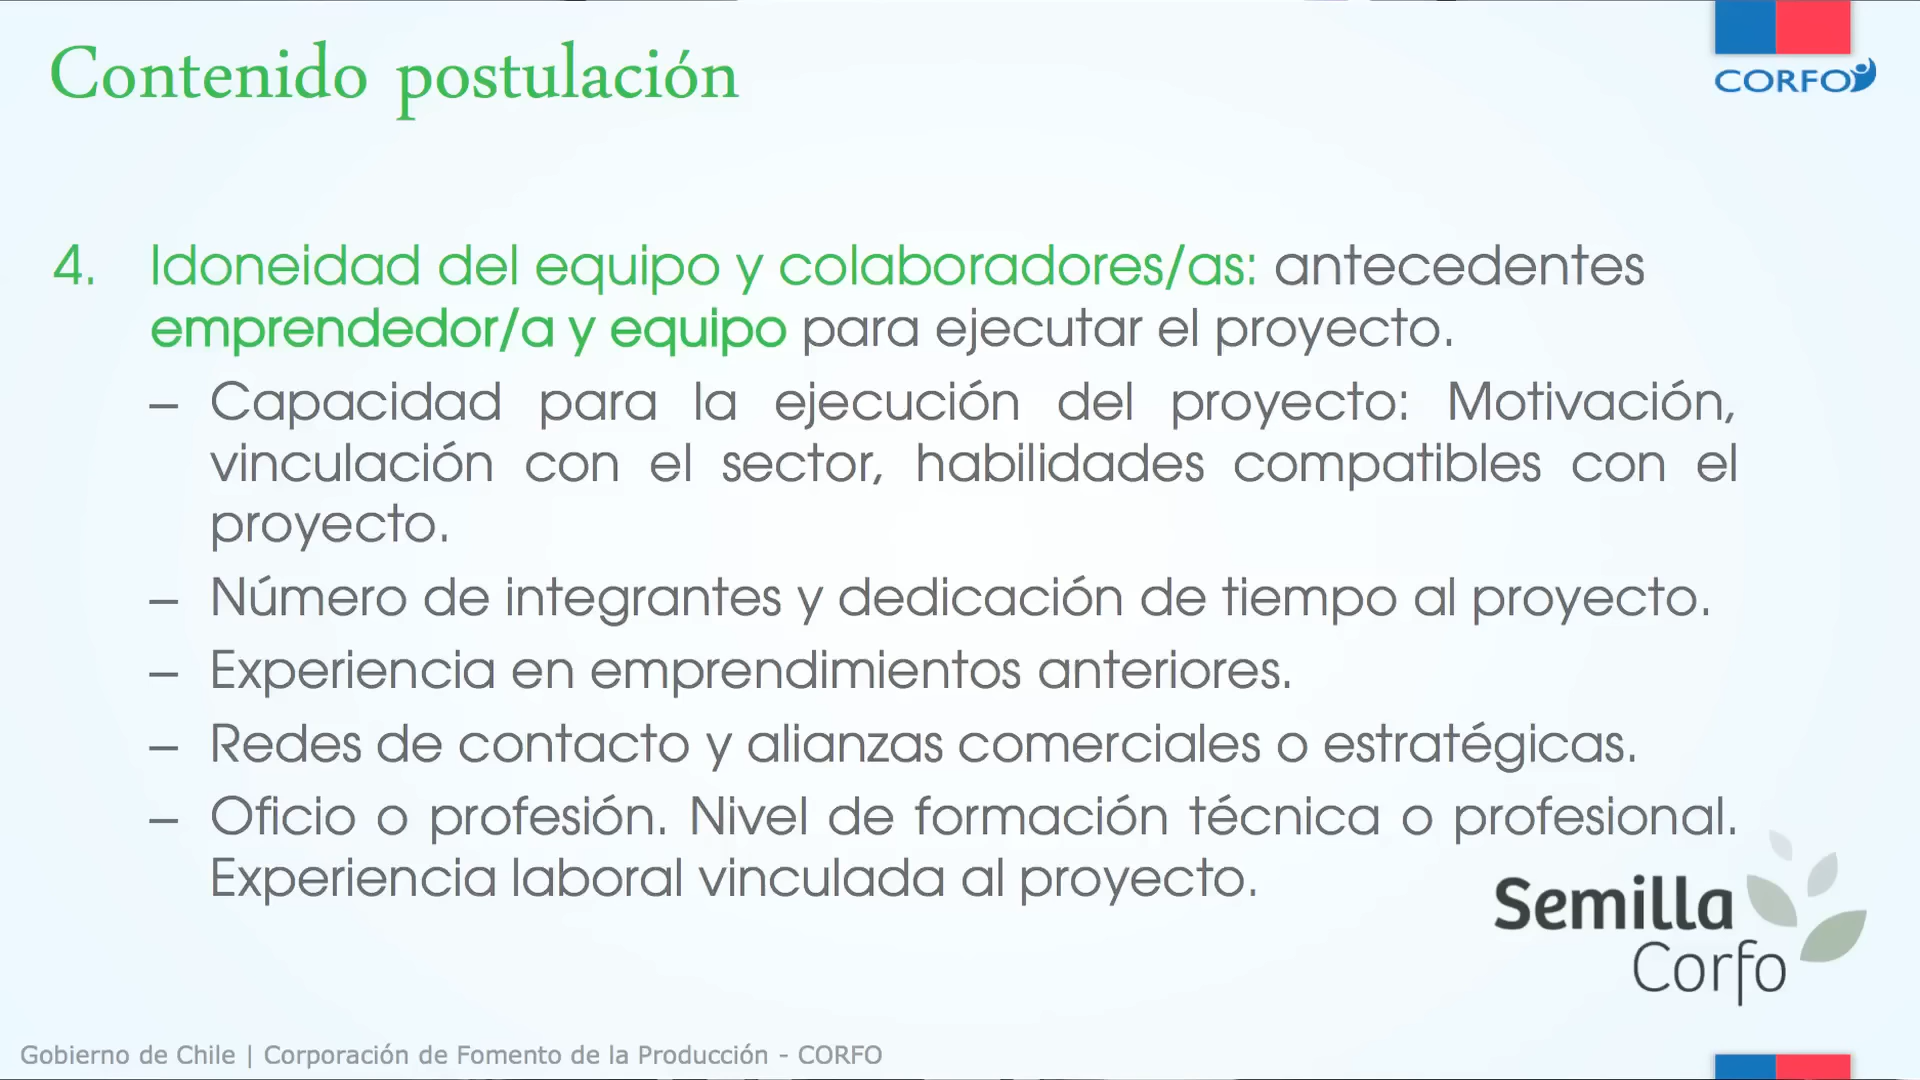 Contenido postulación
CORFO
4. Idoneidad del equipo y colaboradores/as: antecedentes
emprendedor/a y equipo para ejecutar el proyecto.
– Capacidad para la ejecución del proyecto: Motivación,
vinculación con el sector, habilidades compatibles con el
proyecto.
– Número de integrantes y dedicación de tiempo al proyecto.
– Experiencia en emprendimientos anteriores.
– Redes de contacto y alianzas comerciales o estratégicas.
– Oficio o profesión. Nivel de formación técnica o profesional.
Experiencia laboral vinculada al proyecto.
Semilla
Corfo
Gobierno de Chile | Corporación de Fomento de la Producción - CORFO